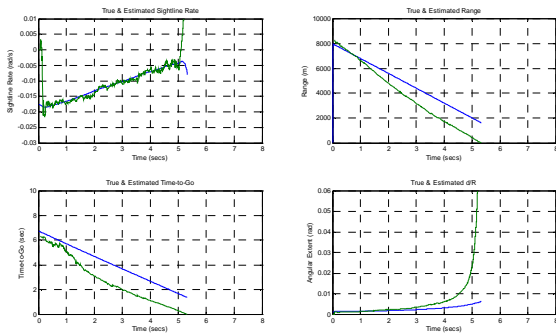 True & Estimated Sightline Rate
0.01
0.005
0
-0.005
-0.01
-0.015
-0.02
-0.025
-0.03
Sightline Rate (rad/s)
0 1 2 3 4 5 6 7 8
Time (secs)
True & Estimated Range
10000
8000
6000
4000
2000
0
Range (m)
0 1 2 3 4 5 6 7 8
Time (secs)
True & Estimated Time-to-Go
10
8
6
4
2
0
Time-to-Go (sec)
0 1 2 3 4 5 6 7 8
Time (secs)
True & Estimated d/R
0.06
0.05
0.04
0.03
0.02
0.01
0
Angular Extent (rad)
0 1 2 3 4 5 6 7 8
Time (secs)